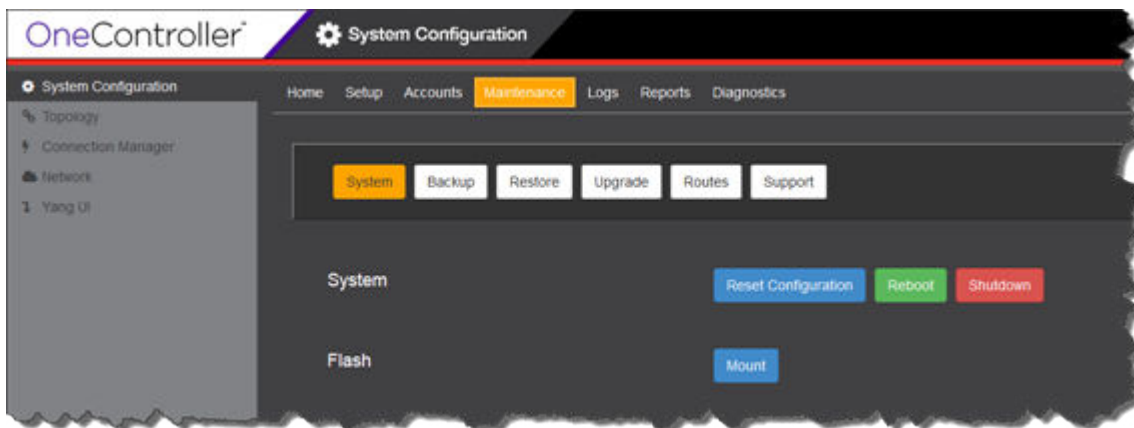 OneController™ System Configuration
System Configuration
Topology
Connection Manager
Network
Yang UI
Home Setup Accounts Maintenance Logs Reports Diagnostics
System Backup Restore Upgrade Routes Support
System Reset Configuration Reboot Shutdown
Flash Mount